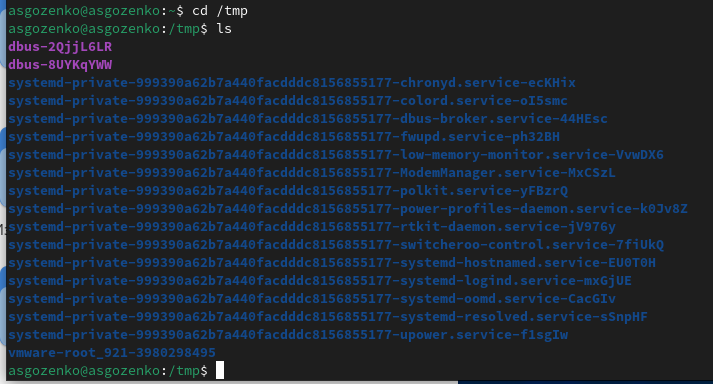 asgozenko@asgozenko:~$ cd /tmp
asgozenko@asgozenko:/tmp$ ls
dbus-2QjjL6LR
dbus-8UYKqYWW
systemd-private-999390a62b7a440facdddc8156855177-chronyd.service-ecKHix
systemd-private-999390a62b7a440facdddc8156855177-colord.service-oISsmc
systemd-private-999390a62b7a440facdddc8156855177-dbus-broker.service-44HEsc
systemd-private-999390a62b7a440facdddc8156855177-fwupd.service-ph32BH
systemd-private-999390a62b7a440facdddc8156855177-low-memory-monitor.service-VvwDX6
systemd-private-999390a62b7a440facdddc8156855177-ModemManager.service-MxCSzL
systemd-private-999390a62b7a440facdddc8156855177-polkit.service-yFBzrQ
systemd-private-999390a62b7a440facdddc8156855177-power-profiles-daemon.service-k0Jv8Z
systemd-private-999390a62b7a440facdddc8156855177-rtkit-daemon.service-jV976y
systemd-private-999390a62b7a440facdddc8156855177-switcheroo-control.service-7fiUkQ
systemd-private-999390a62b7a440facdddc8156855177-systemd-hostnamed.service-EU0T0H
systemd-private-999390a62b7a440facdddc8156855177-systemd-logind.service-mxGjUE
systemd-private-999390a62b7a440facdddc8156855177-systemd-oomd.service-CacGIv
systemd-private-999390a62b7a440facdddc8156855177-systemd-resolved.service-sSnpHF
systemd-private-999390a62b7a440facdddc8156855177-upower.service-f1sgIw
vmware-root_921-3980298495
asgozenko@asgozenko:/tmp$